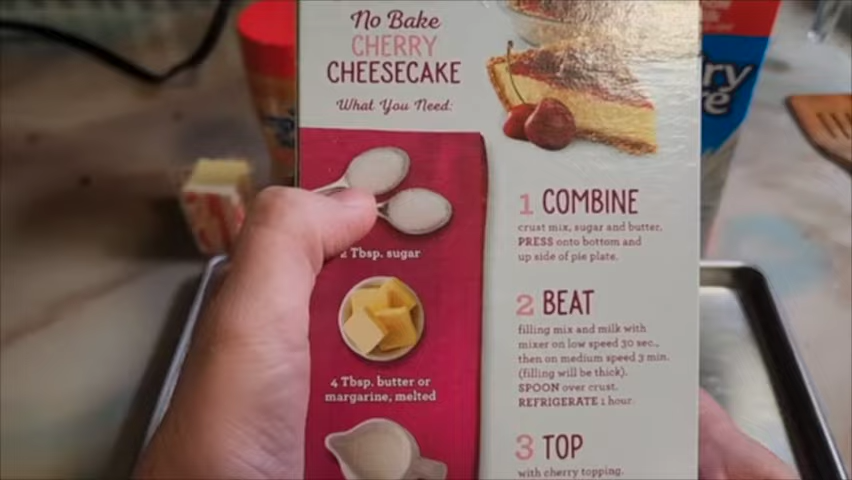 No Bake
CHERRY
CHEESECAKE
What You Need:
2 Tbsp. sugar
4 Tbsp. butter or
margarine, melted
1 COMBINE
crust mix, sugar and butter.
PRESS onto bottom and
up side of pie plate.
2 BEAT
filling mix and milk with
mixer on low speed 30 sec.,
then on medium speed 3 min.
(filling will be thick).
SPOON over crust.
REFRIGERATE 1 hour.
3 TOP
with cherry topping.